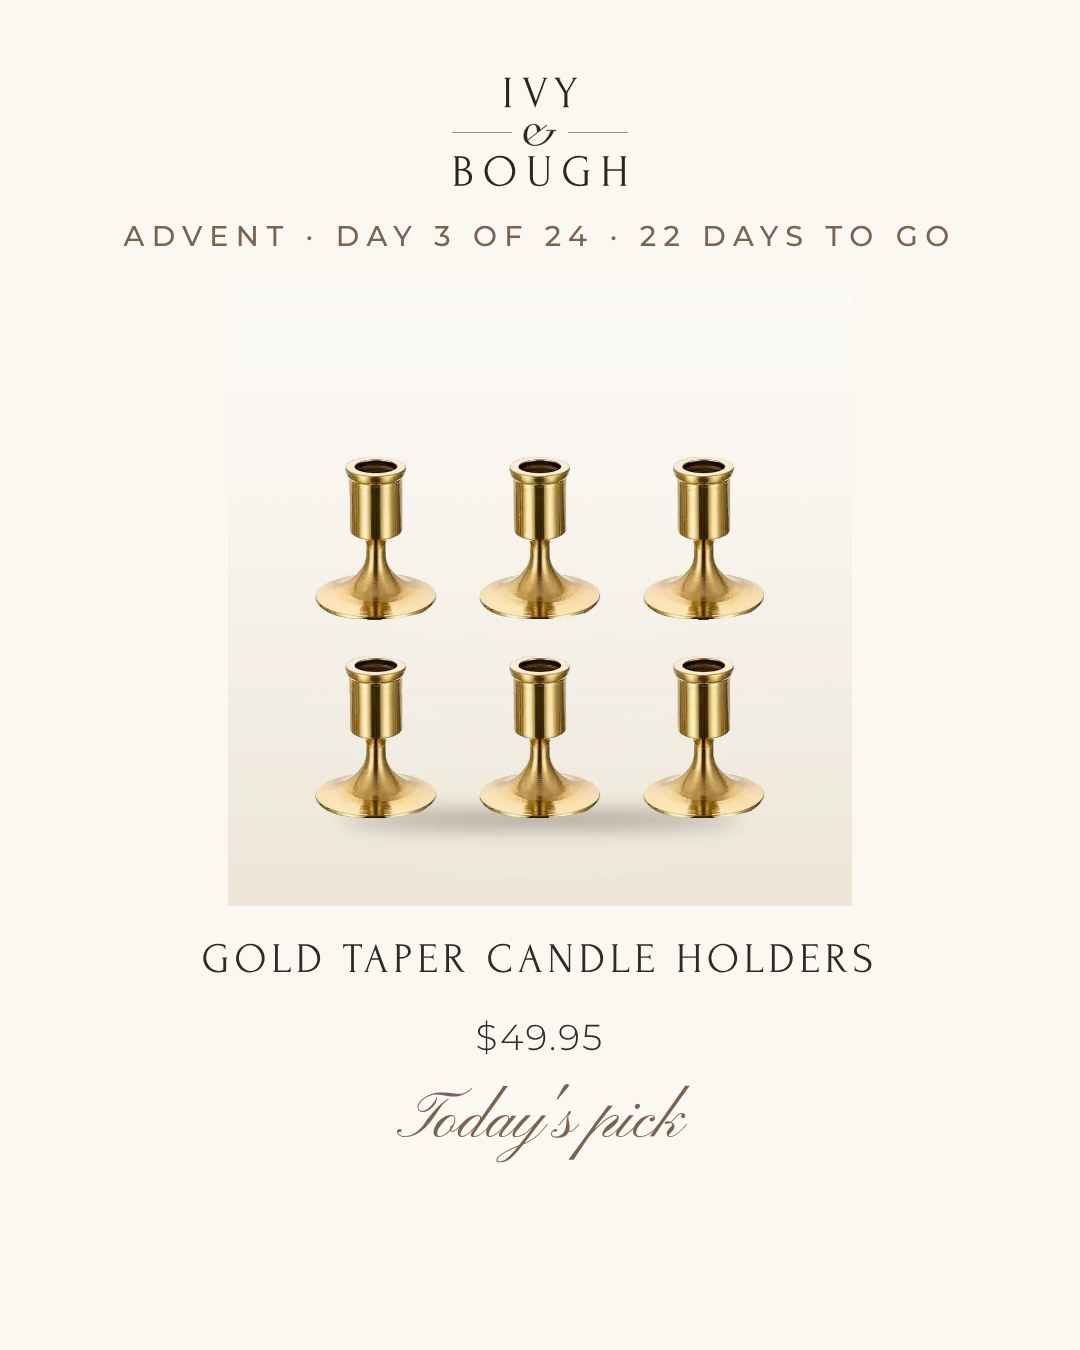 IVY
&
BOUGH
ADVENT · DAY 3 OF 24 · 22 DAYS TO GO
GOLD TAPER CANDLE HOLDERS
$49.95
Today's pick